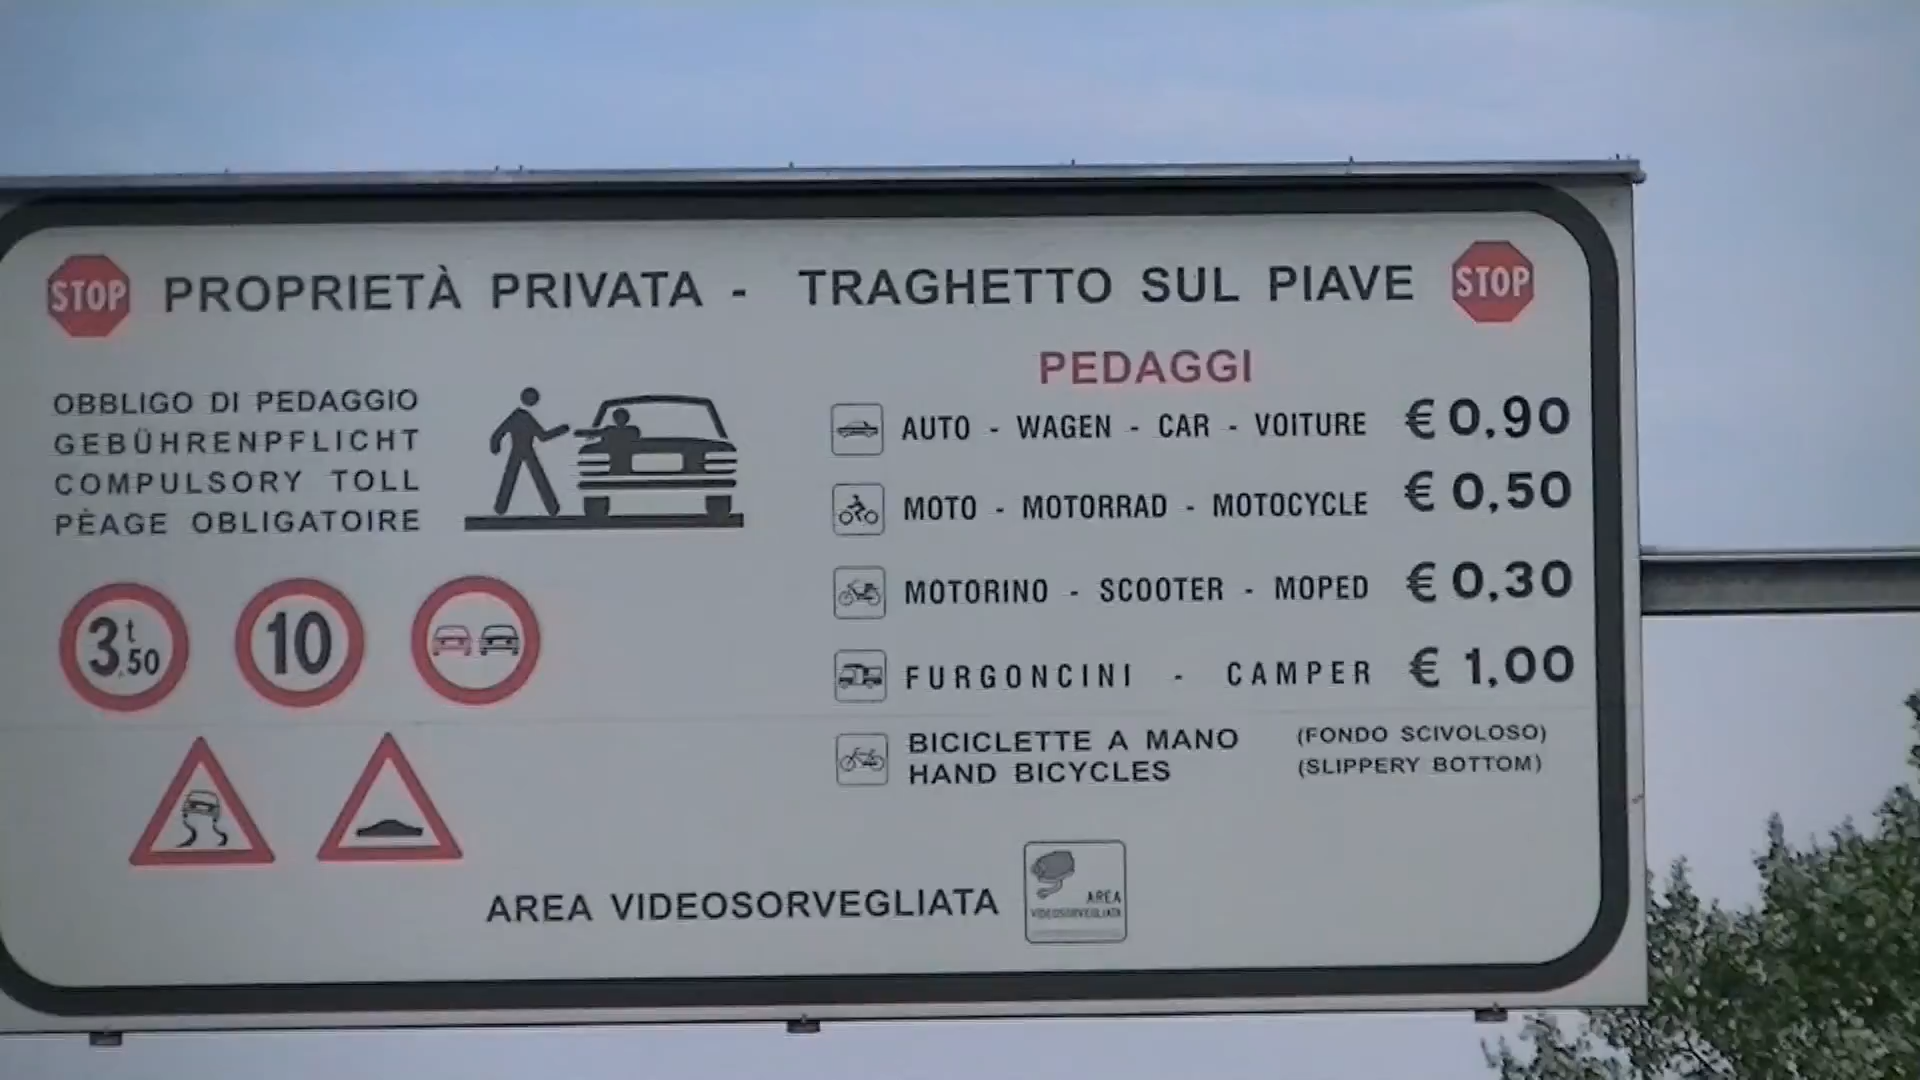 STOP PROPRIETÀ PRIVATA - TRAGHETTO SUL PIAVE STOP
OBBLIGO DI PEDAGGIO
GEBÜHRENPFLICHT
COMPULSORY TOLL
PÈAGE OBLIGATOIRE
3,50 t
10
PEDAGGI
AUTO - WAGEN - CAR - VOITURE € 0,90
MOTO - MOTORRAD - MOTOCYCLE € 0,50
MOTORINO - SCOOTER - MOPED € 0,30
FURGONCINI - CAMPER € 1,00
BICICLETTE A MANO (FONDO SCIVOLOSO)
HAND BICYCLES (SLIPPERY BOTTOM)
AREA VIDEOSORVEGLIATA
AREA
VIDEOSORVEGLIATA